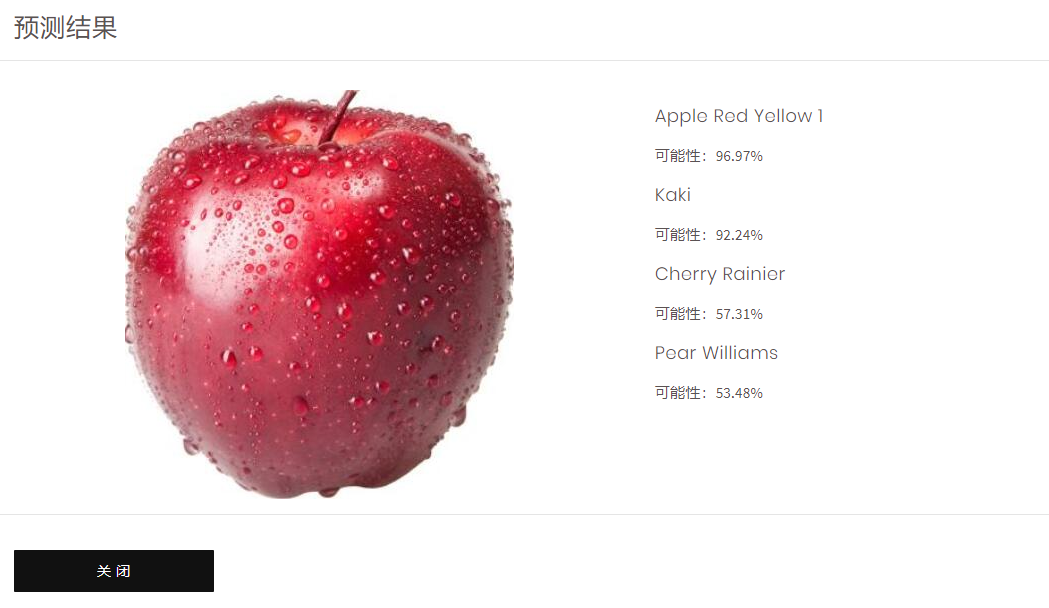 预测结果
Apple Red Yellow 1
可能性：96.97%
Kaki
可能性：92.24%
Cherry Rainier
可能性：57.31%
Pear Williams
可能性：53.48%
关 闭